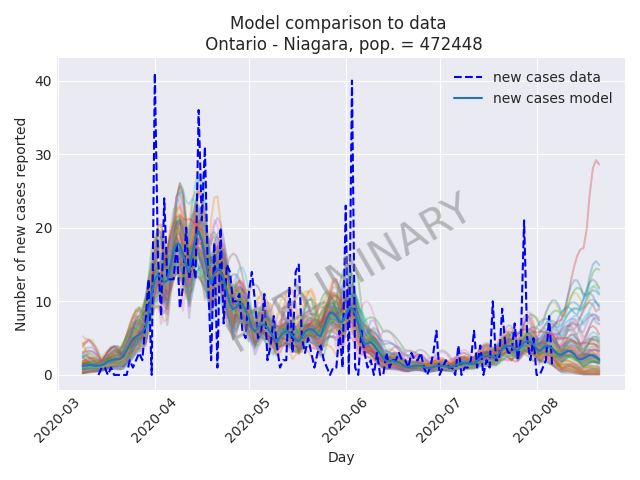 Model comparison to data
Ontario - Niagara, pop. = 472448
new cases data
new cases model
PRELIMINARY
Number of new cases reported
40
30
20
10
0
2020-03
2020-04
2020-05
2020-06
2020-07
2020-08
Day